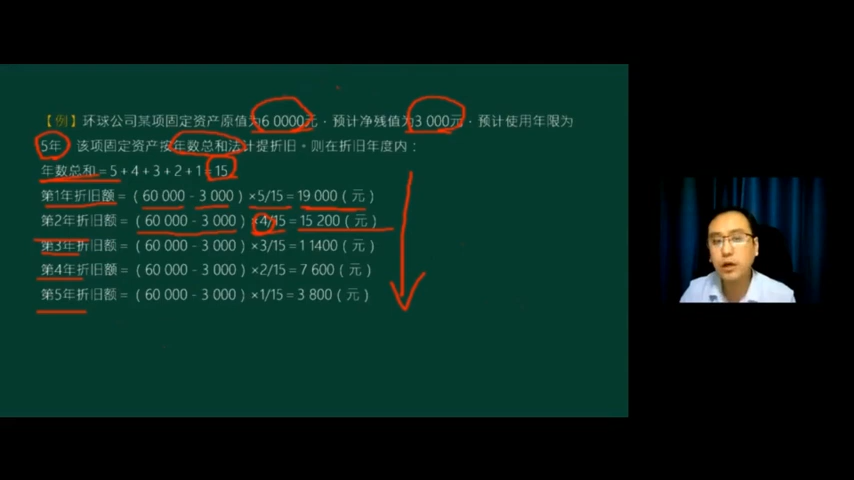 【例】环球公司某项固定资产原值为6 0000元，预计净残值为3 000元，预计使用年限为
5年，该项固定资产按年数总和法计提折旧。则在折旧年度内：
年数总和=5+4+3+2+1=15
第1年折旧额=（60 000-3 000）×5/15=19 000（元）
第2年折旧额=（60 000-3 000）×4/15=15 200（元）
第3年折旧额=（60 000-3 000）×3/15=1 1400（元）
第4年折旧额=（60 000-3 000）×2/15=7 600（元）
第5年折旧额=（60 000-3 000）×1/15=3 800（元）